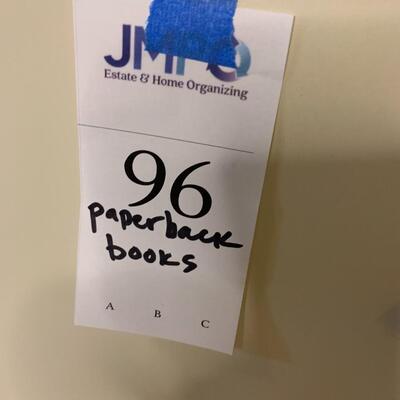 JMPO
Estate & Home Organizing
96
paperback
books
A B C